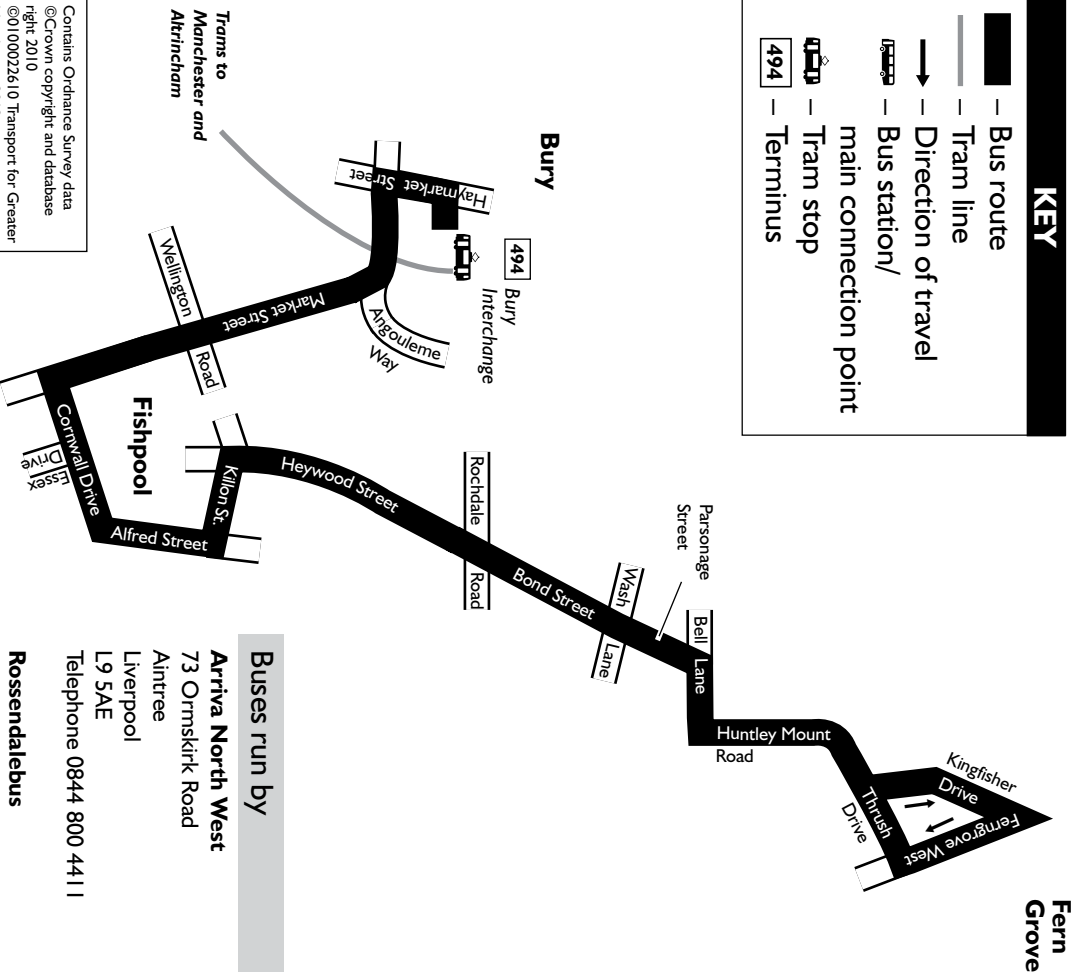 KEY
– Bus route
– Tram line
– Direction of travel
– Bus station/
main connection point
– Tram stop
494 – Terminus
Fern
Grove
Kingfisher
Drive
Ferngrove West
Thrush
Drive
Huntley Mount
Road
Bell Lane
Parsonage
Street
Wash Lane
Bond Street
Rochdale Road
Heywood Street
Killon St.
Alfred Street
Fishpool
Cornwall Drive
Essex
Drive
Wellington Road
Market Street
Angouleme
Way
Haymarket Street
494 Bury
Interchange
Bury
Trams to
Manchester and
Altrincham
Buses run by
Arriva North West
73 Ormskirk Road
Aintree
Liverpool
L9 5AE
Telephone 0844 800 4411
Rossendalebus
Contains Ordnance Survey data
©Crown copyright and database
right 2010
©0100022610 Transport for Greater